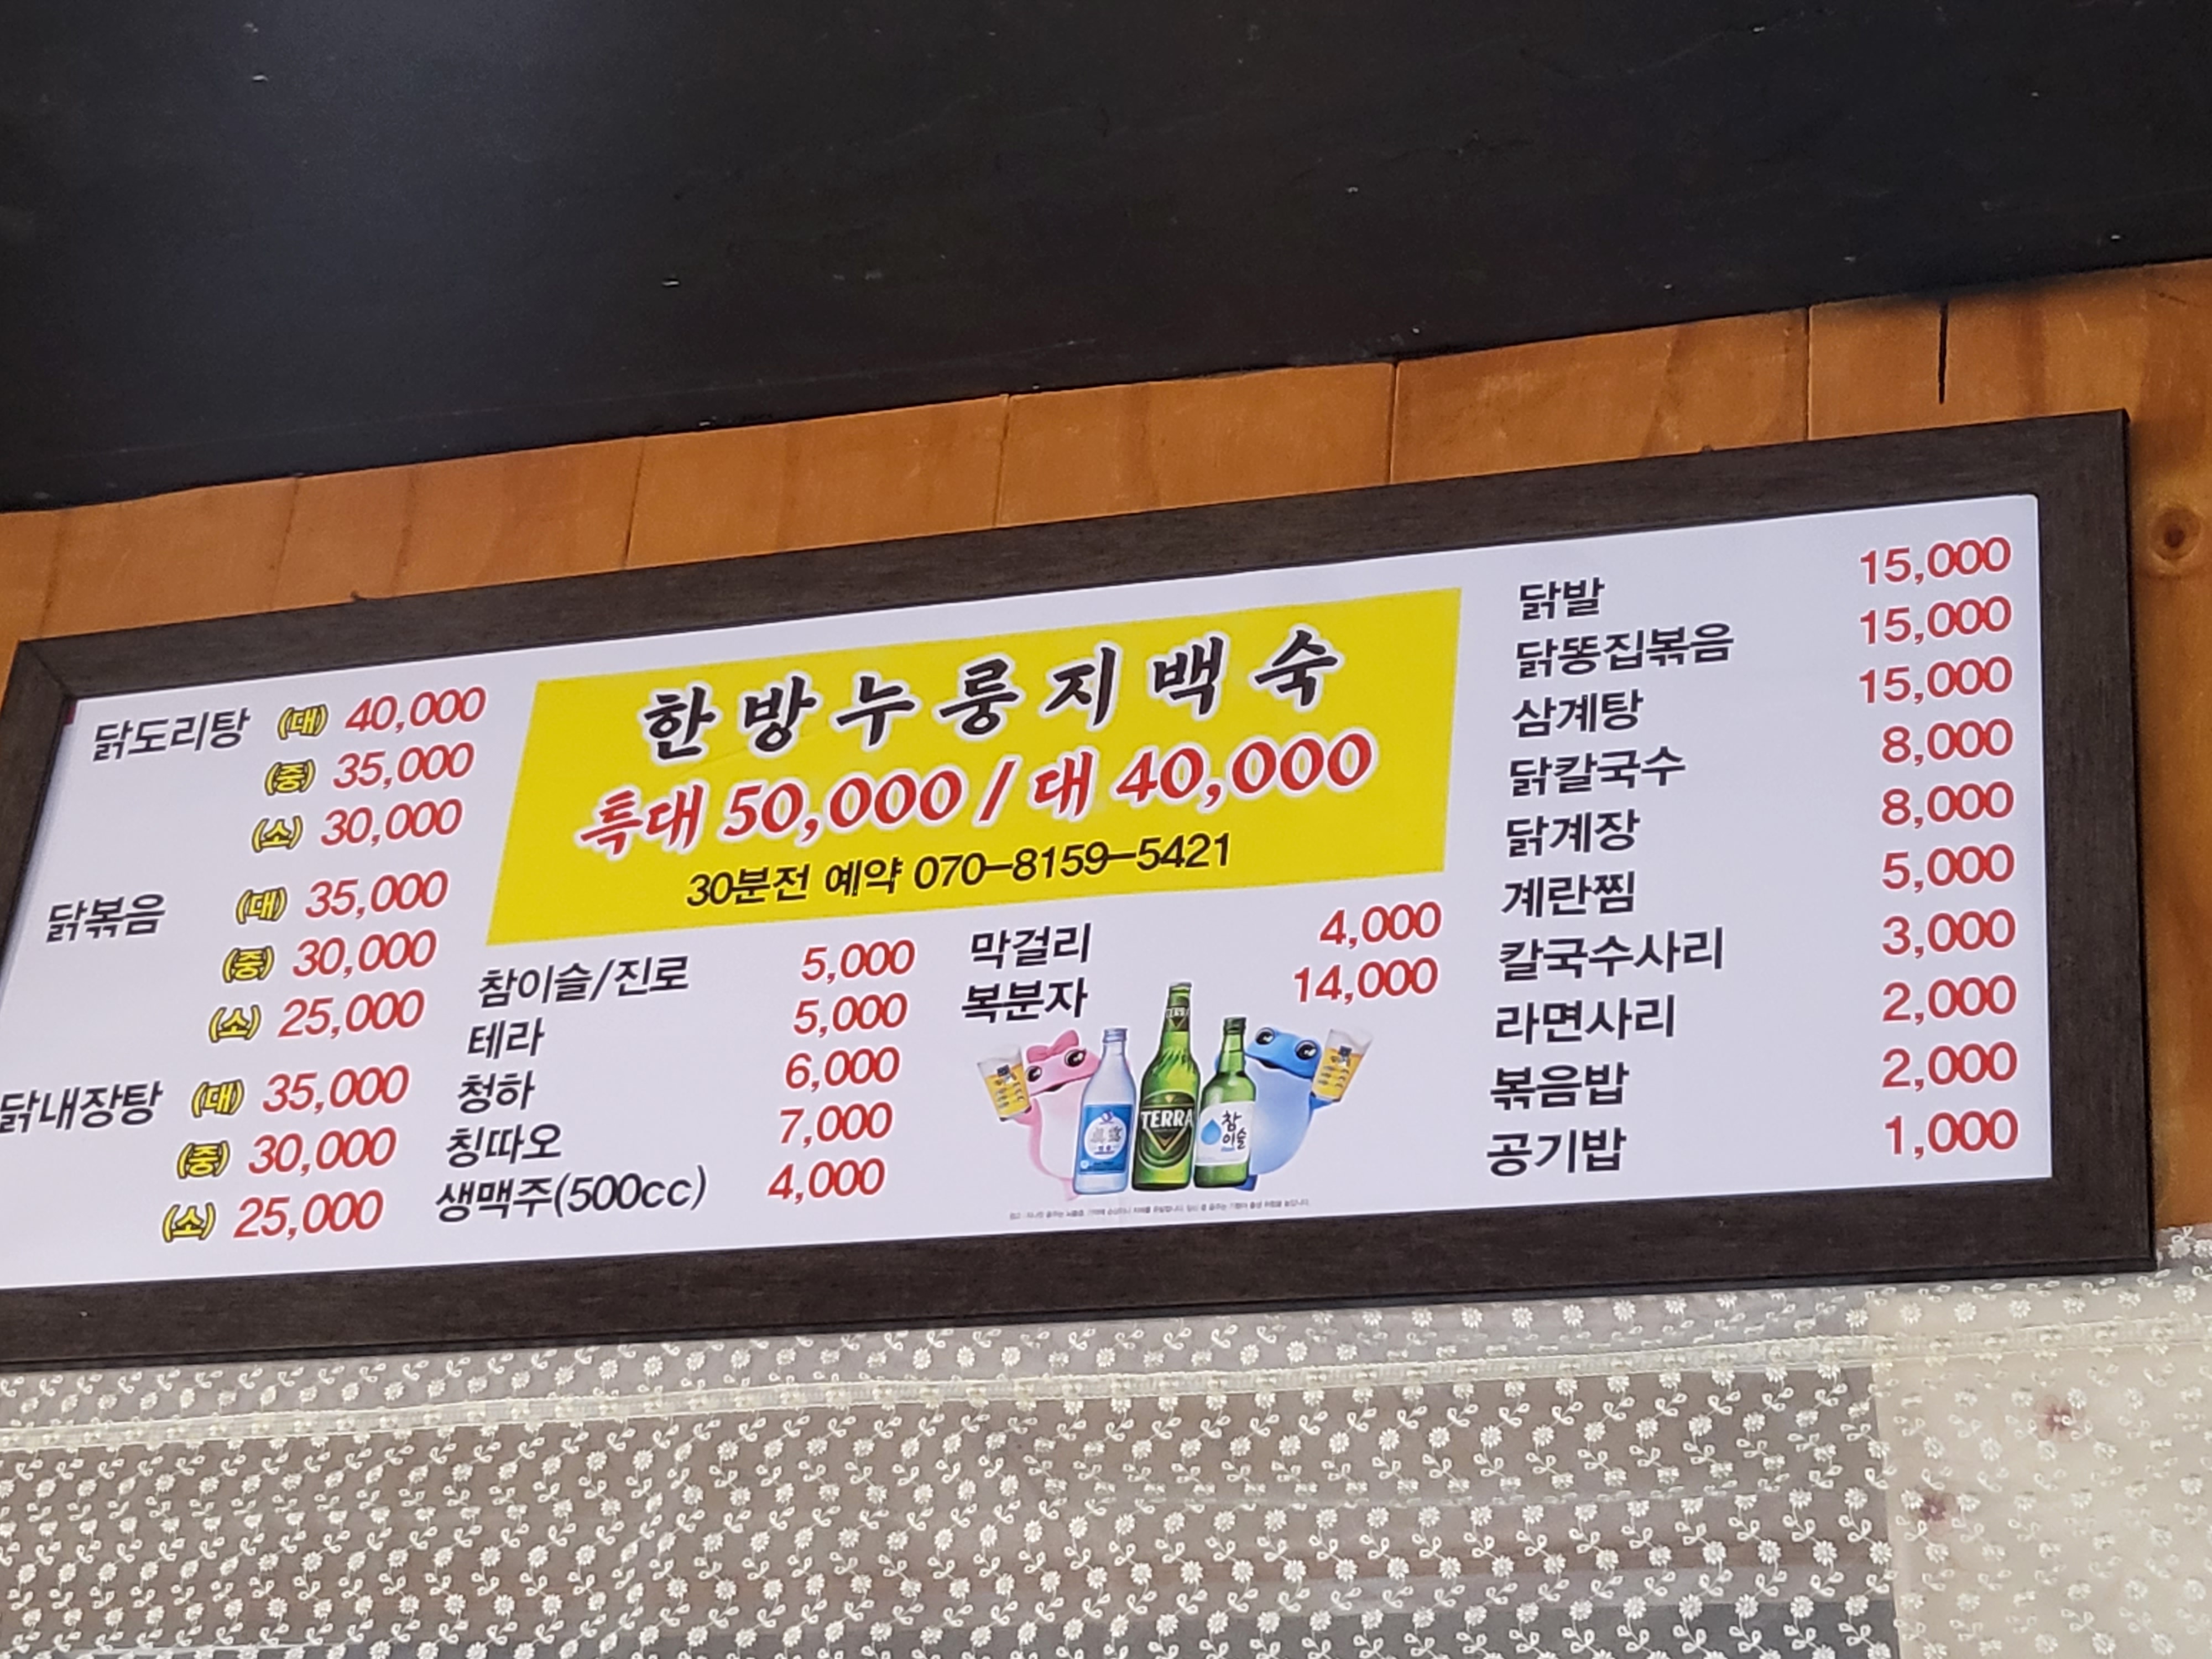 닭도리탕 (대) 40,000
(중) 35,000
(소) 30,000
닭볶음 (대) 35,000
(중) 30,000
(소) 25,000
닭내장탕 (대) 35,000
(중) 30,000
(소) 25,000
한방누룽지백숙
특대 50,000 / 대 40,000
30분전 예약 070-8159-5421
참이슬/진로 5,000
테라 5,000
청하 6,000
칭따오 7,000
생맥주(500cc) 4,000
막걸리 4,000
복분자 14,000
TERRA
TERRA
참이슬
닭발 15,000
닭똥집볶음 15,000
삼계탕 15,000
닭칼국수 8,000
닭계장 8,000
계란찜 5,000
칼국수사리 3,000
라면사리 2,000
볶음밥 2,000
공기밥 1,000